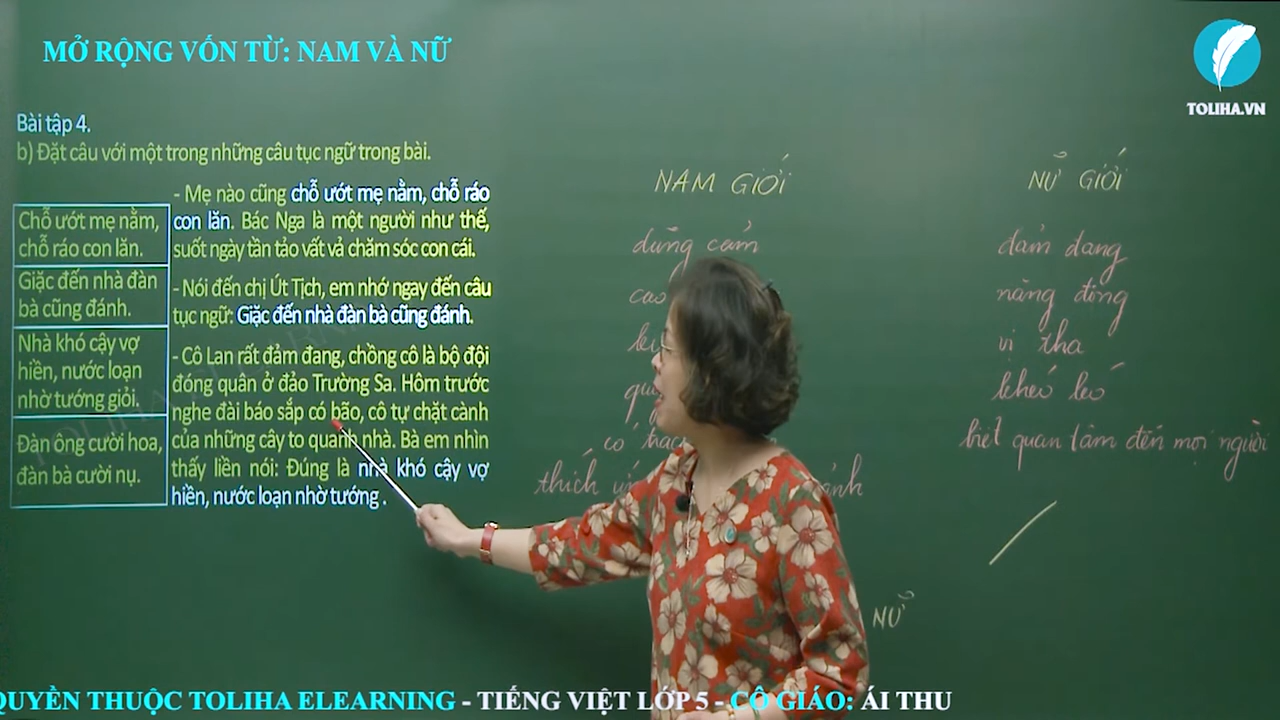 MỞ RỘNG VỐN TỪ: NAM VÀ NỮ
TOLIHA.VN
Bài tập 4.
b) Đặt câu với một trong những câu tục ngữ trong bài.
Chỗ ướt mẹ nằm,
chỗ ráo con lăn.
Giặc đến nhà đàn
bà cũng đánh.
Nhà khó cậy vợ
hiền, nước loạn
nhờ tướng giỏi.
Đàn ông cười hoa,
đàn bà cười nụ.
- Mẹ nào cũng chỗ ướt mẹ nằm, chỗ ráo
con lăn. Bác Nga là một người như thế,
suốt ngày tần tảo vất vả chăm sóc con cái.
- Nói đến chị Út Tịch, em nhớ ngay đến câu
tục ngữ: Giặc đến nhà đàn bà cũng đánh.
- Cô Lan rất đảm đang, chồng cô là bộ đội
đóng quân ở đảo Trường Sa. Hôm trước
nghe đài báo sắp có bão, cô tự chặt cành
của những cây to quanh nhà. Bà em nhìn
thấy liền nói: Đúng là nhà khó cậy vợ
hiền, nước loạn nhờ tướng .
NAM GIỚI
dũng cảm
cao
có
thích
NỮ GIỚI
đảm đang
năng động
vị tha
khéo léo
biết quan tâm đến mọi người
NỮ
QUYỀN THUỘC TOLIHA ELEARNING - TIẾNG VIỆT LỚP 5 - CÔ GIÁO: ÁI THU